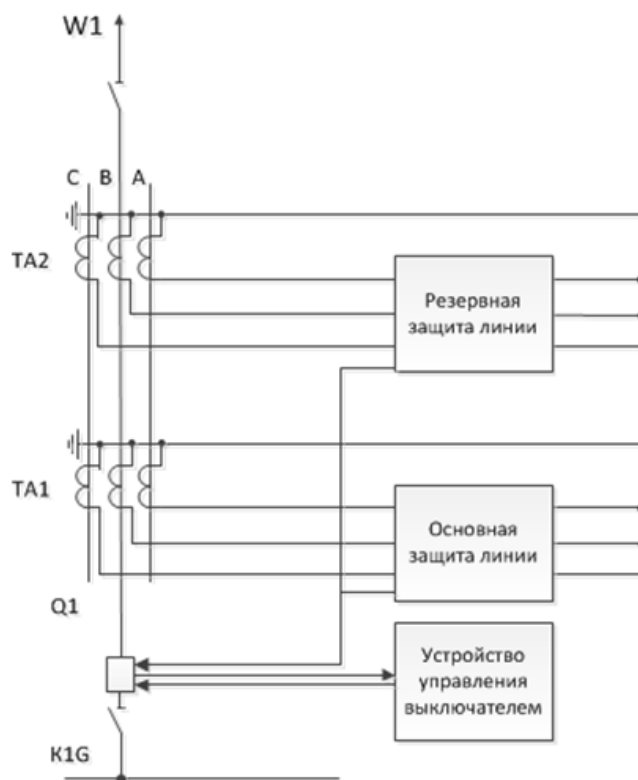 W1
C B A
TA2
Резервная
защита линии
TA1
Основная
защита линии
Q1
Устройство
управления
выключателем
K1G